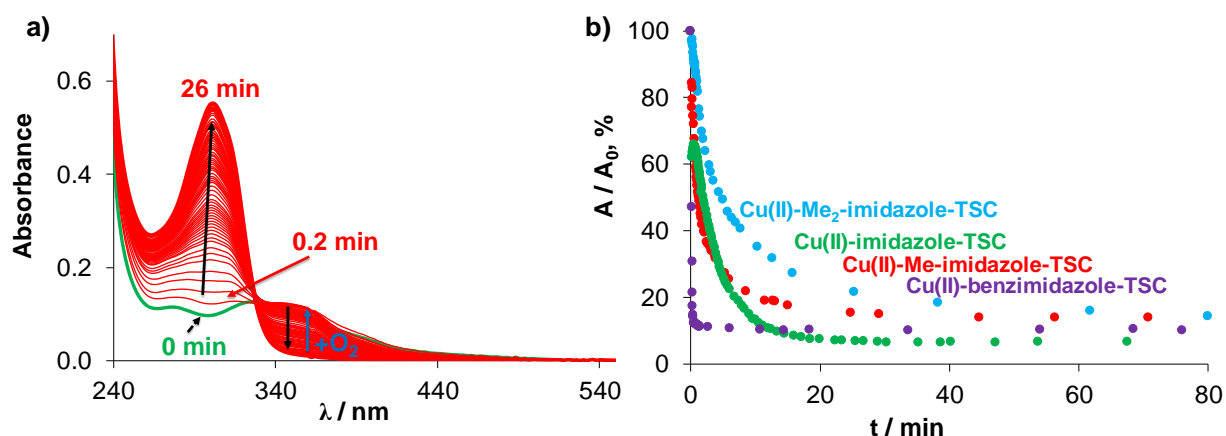 a)
Absorbance
0.6
0.4
0.2
0.0
26 min
0.2 min
0 min
+O₂
240
340
440
540
λ / nm
b)
A / A₀, %
100
80
60
40
20
0
Cu(II)-Me₂-imidazole-TSC
Cu(II)-imidazole-TSC
Cu(II)-Me-imidazole-TSC
Cu(II)-benzimidazole-TSC
0
20
40
60
80
t / min